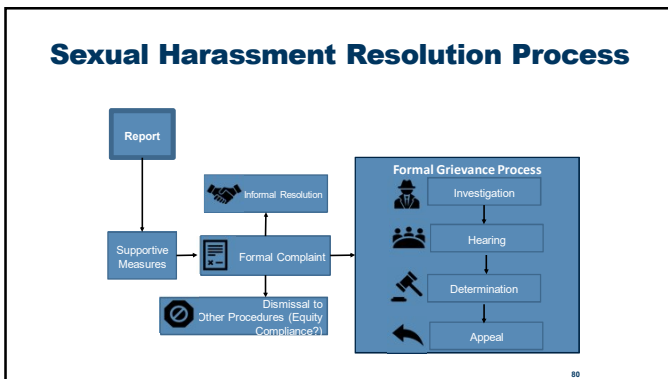 Sexual Harassment Resolution Process
Report
Supportive
Measures
Informal Resolution
Formal Complaint
Dismissal to
Other Procedures (Equity
Compliance?)
Formal Grievance Process
Investigation
Hearing
Determination
Appeal
80